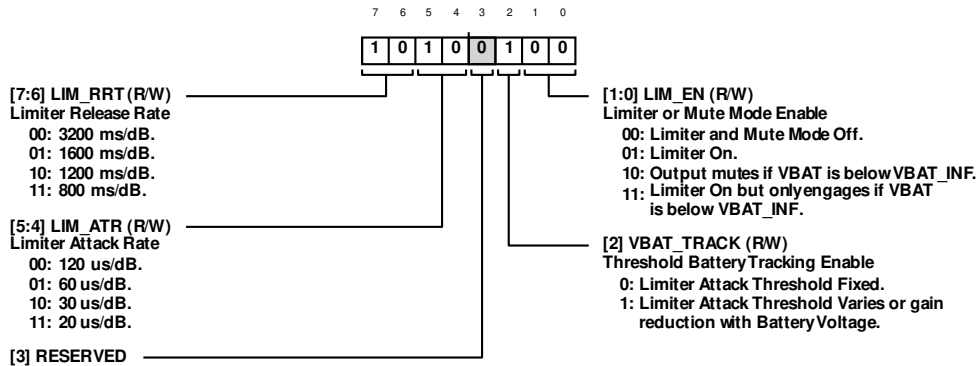 7 6 5 4 3 2 1 0
1 0 1 0 0 1 0 0
[7:6] LIM_RRT (R/W)
Limiter Release Rate
00: 3200 ms/dB.
01: 1600 ms/dB.
10: 1200 ms/dB.
11: 800 ms/dB.
[5:4] LIM_ATR (R/W)
Limiter Attack Rate
00: 120 us/dB.
01: 60 us/dB.
10: 30 us/dB.
11: 20 us/dB.
[3] RESERVED
[1:0] LIM_EN (R/W)
Limiter or Mute Mode Enable
00: Limiter and Mute Mode Off.
01: Limiter On.
10: Output mutes if VBAT is below VBAT_INF.
11: Limiter On but only engages if VBAT
is below VBAT_INF.
[2] VBAT_TRACK (R/W)
Threshold Battery Tracking Enable
0: Limiter Attack Threshold Fixed.
1: Limiter Attack Threshold Varies or gain
reduction with Battery Voltage.